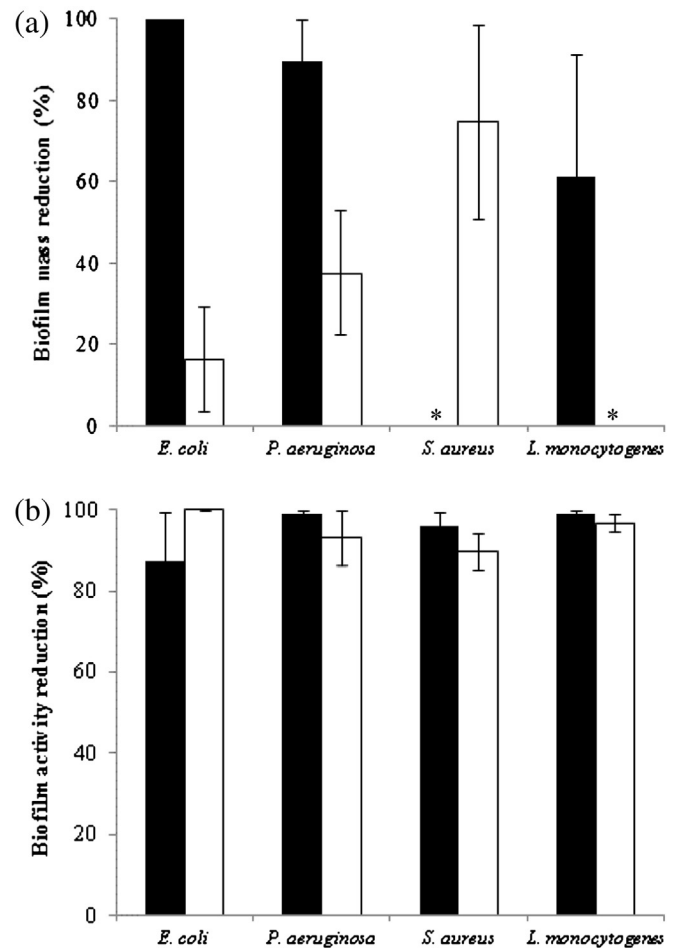 (a)
Biofilm mass reduction (%)
100
80
60
40
20
0
* *
E. coli P. aeruginosa S. aureus L. monocytogenes
(b)
Biofilm activity reduction (%)
100
80
60
40
20
0
E. coli P. aeruginosa S. aureus L. monocytogenes